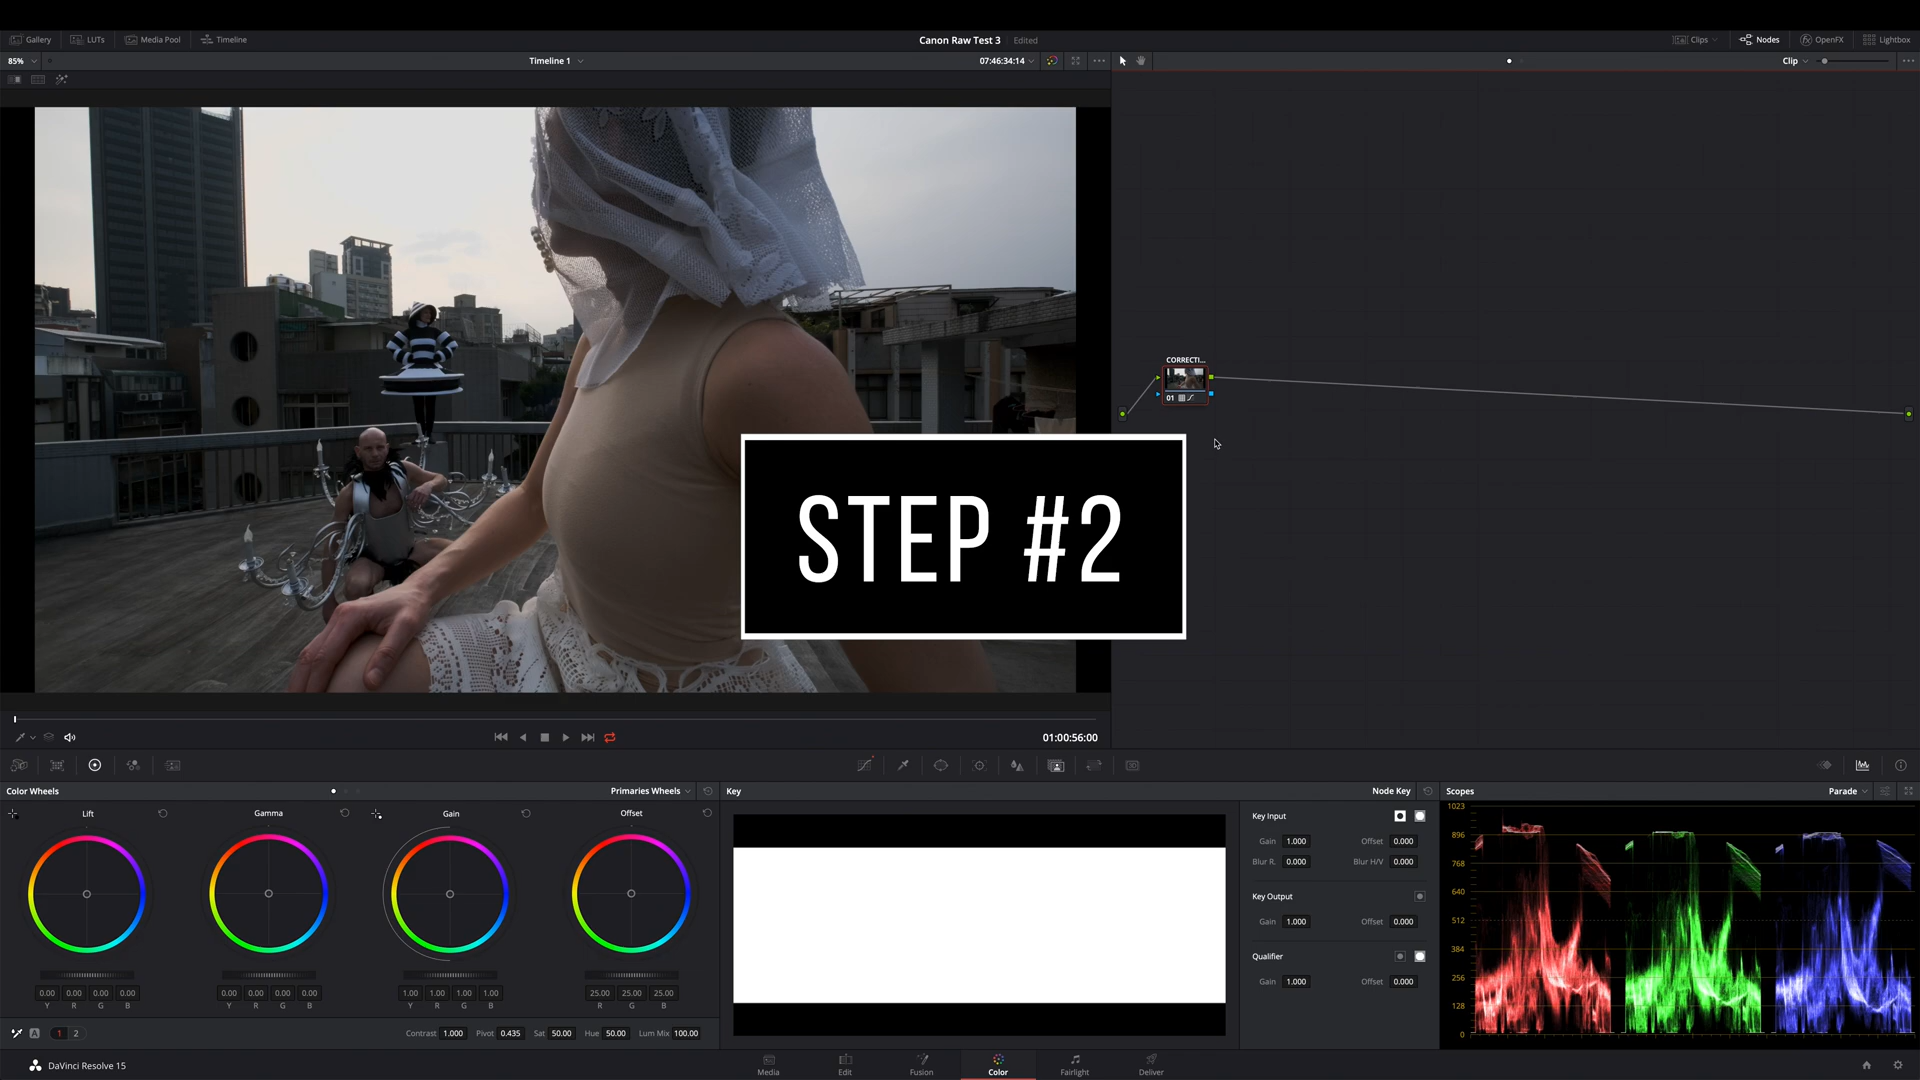 Gallery LUTs Media Pool Timeline Canon Raw Test 3 Edited Clips Nodes OpenFX Lightbox
85% Timeline 1 07:46:34:14 Clip
CORRECTI...
01
STEP #2
01:00:56:00
Color Wheels Primaries Wheels Key Node Key Scopes Parade
Lift Gamma Gain Offset
Key Input
Gain 1.000 Offset 0.000
Blur R. 0.000 Blur H/V 0.000
Key Output
Gain 1.000 Offset 0.000
Qualifier
Gain 1.000 Offset 0.000
1023
896
768
640
512
384
256
128
0
0.00 0.00 0.00 0.00 0.00 0.00 0.00 0.00 1.00 1.00 1.00 1.00 25.00 25.00 25.00
Y R G B Y R G B Y R G B R G B
A 1 2 Contrast 1.000 Pivot 0.435 Sat 50.00 Hue 50.00 Lum Mix 100.00
DaVinci Resolve 15 Media Edit Fusion Color Fairlight Deliver